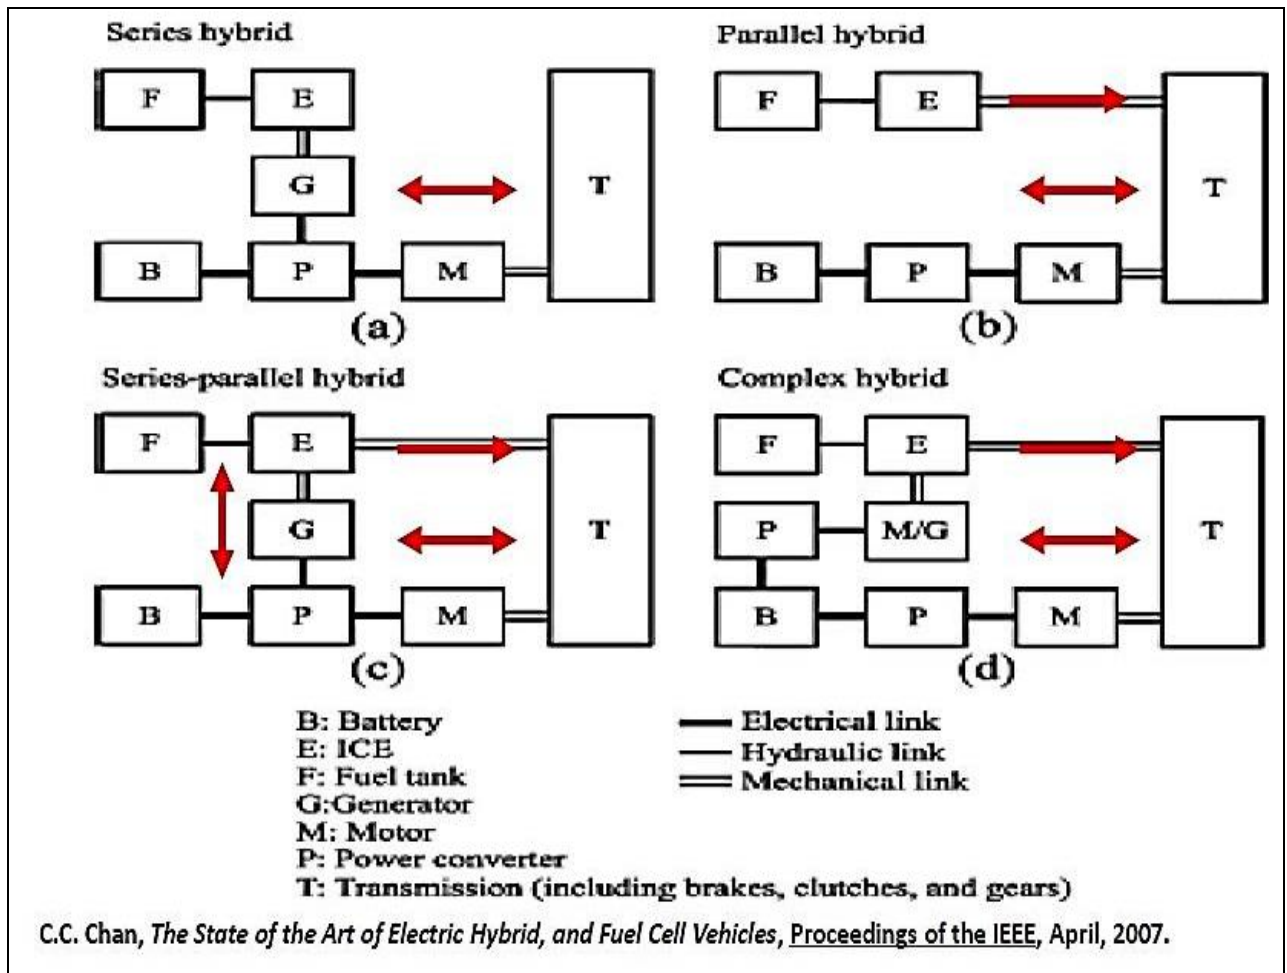 Series hybrid
F
E
G
T
B
P
M
(a)
Parallel hybrid
F
E
T
B
P
M
(b)
Series-parallel hybrid
F
E
G
T
B
P
M
(c)
Complex hybrid
F
E
P
M/G
T
B
P
M
(d)
B: Battery
E: ICE
F: Fuel tank
G:Generator
M: Motor
P: Power converter
T: Transmission (including brakes, clutches, and gears)
Electrical link
Hydraulic link
Mechanical link
C.C. Chan, The State of the Art of Electric Hybrid, and Fuel Cell Vehicles, Proceedings of the IEEE, April, 2007.